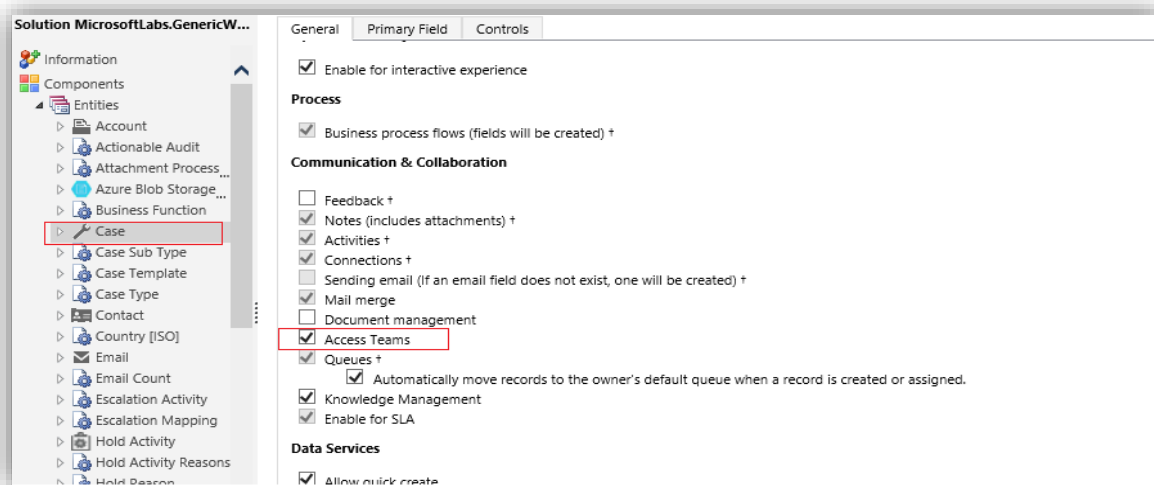 Solution MicrosoftLabs.GenericW...
Information
Components
Entities
Account
Actionable Audit
Attachment Process...
Azure Blob Storage...
Business Function
Case
Case Sub Type
Case Template
Case Type
Contact
Country [ISO]
Email
Email Count
Escalation Activity
Escalation Mapping
Hold Activity
Hold Activity Reasons
Hold Reason
General Primary Field Controls
Enable for interactive experience
Process
Business process flows (fields will be created) †
Communication & Collaboration
Feedback †
Notes (includes attachments) †
Activities †
Connections †
Sending email (If an email field does not exist, one will be created) †
Mail merge
Document management
Access Teams
Queues †
Automatically move records to the owner's default queue when a record is created or assigned.
Knowledge Management
Enable for SLA
Data Services
Allow quick create